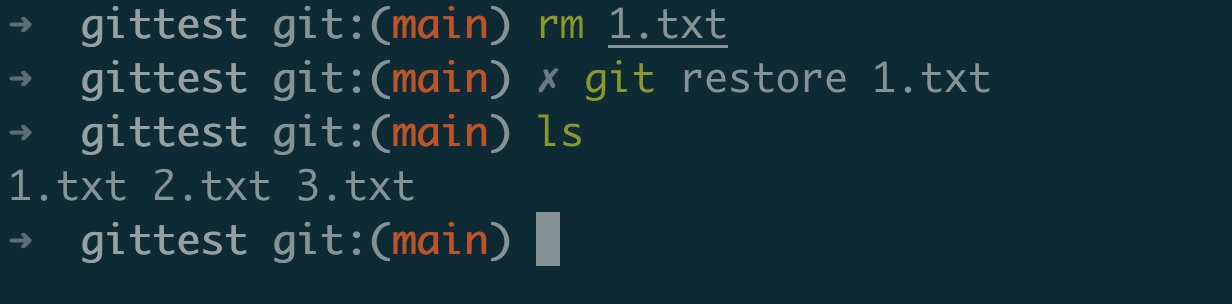 ➜ gittest git:(main) rm 1.txt
➜ gittest git:(main) ✗ git restore 1.txt
➜ gittest git:(main) ls
1.txt 2.txt 3.txt
➜ gittest git:(main)